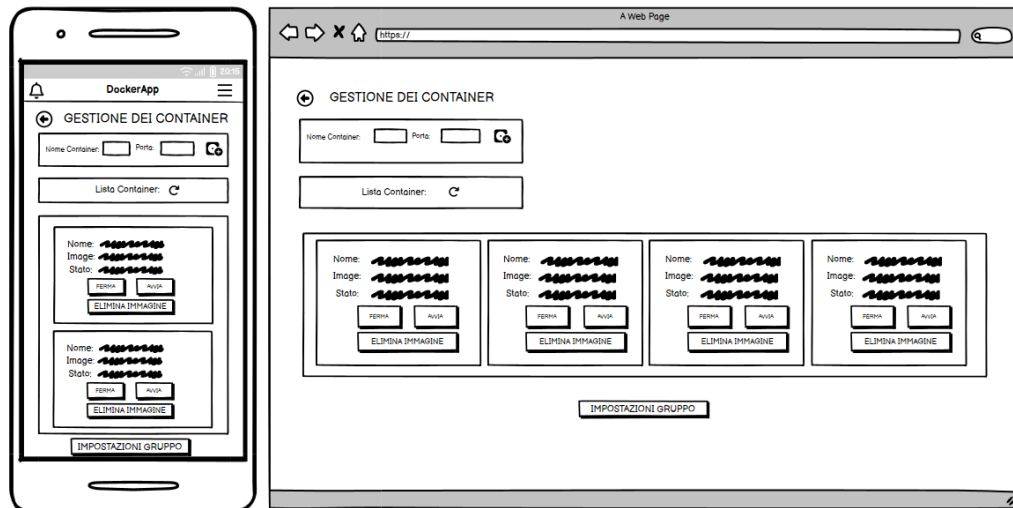 20:15
DockerApp
GESTIONE DEI CONTAINER
Nome Container: Porta:
Lista Container:
Nome:
Image:
Stato:
FERMA AVVIA
ELIMINA IMMAGINE
Nome:
Image:
Stato:
FERMA AVVIA
ELIMINA IMMAGINE
IMPOSTAZIONI GRUPPO
A Web Page
https://
GESTIONE DEI CONTAINER
Nome Container: Porta:
Lista Container:
Nome: Nome: Nome: Nome:
Image: Image: Image: Image:
Stato: Stato: Stato: Stato:
FERMA AVVIA FERMA AVVIA FERMA AVVIA FERMA AVVIA
ELIMINA IMMAGINE ELIMINA IMMAGINE ELIMINA IMMAGINE ELIMINA IMMAGINE
IMPOSTAZIONI GRUPPO